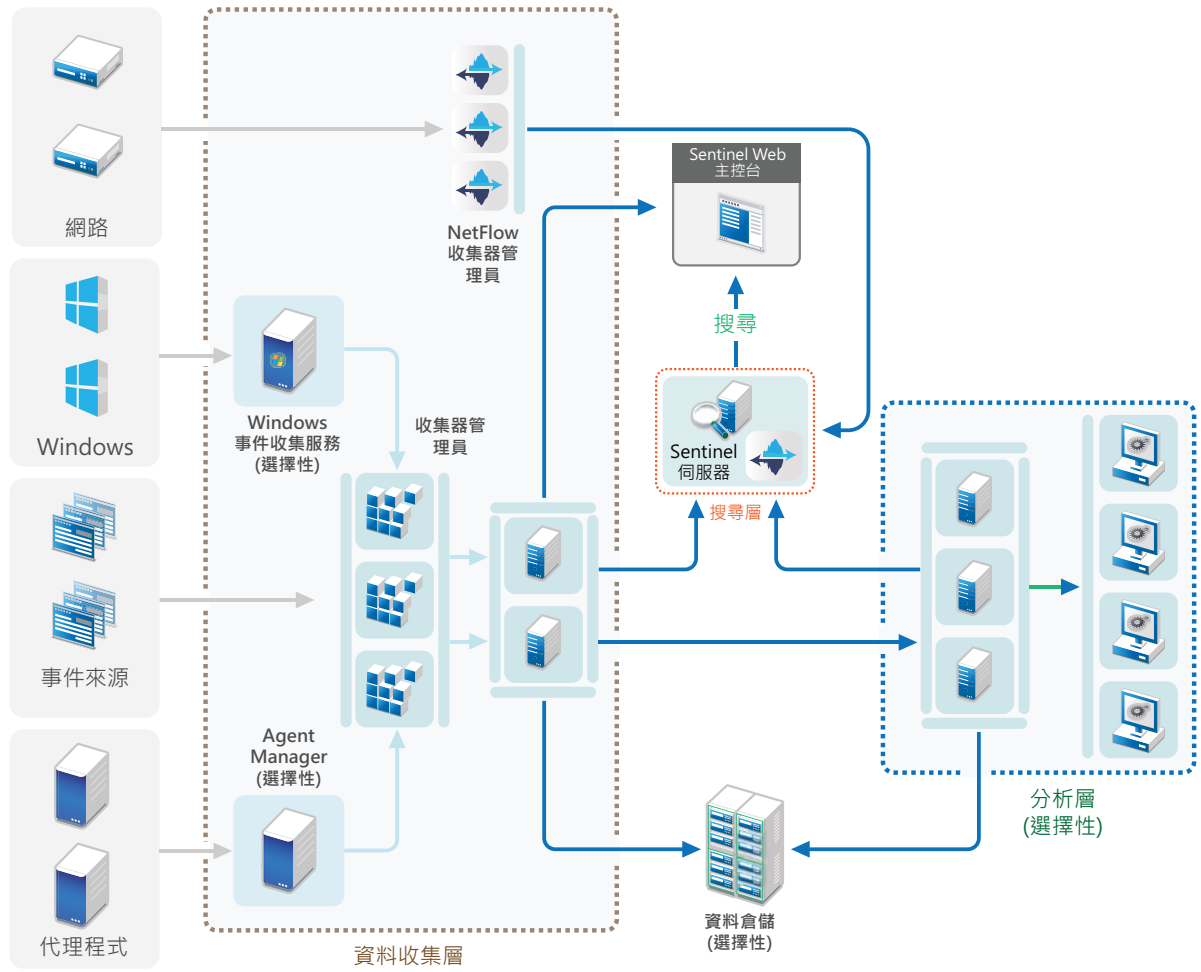 網路
Windows
事件來源
代理程式
NetFlow
收集器管
理員
Windows
事件收集服務
(選擇性)
收集器管
理員
Agent
Manager
(選擇性)
資料收集層
Sentinel Web
主控台
搜尋
Sentinel
伺服器
搜尋層
資料倉儲
(選擇性)
分析層
(選擇性)